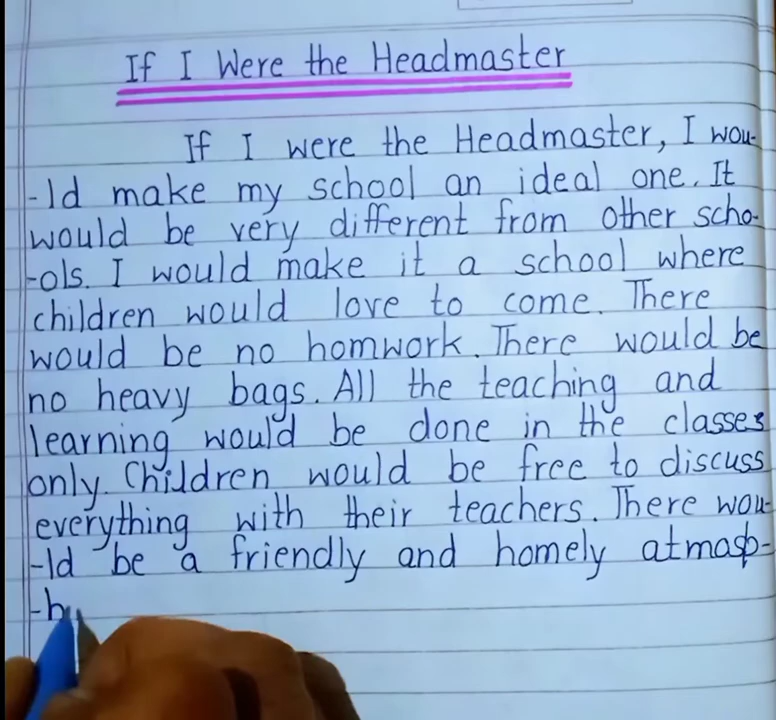 If I Were the Headmaster
If I were the Headmaster, I wou-
-ld make my school an ideal one. It
would be very different from other scho-
-ols. I would make it a school where
children would love to come. There
would be no homwork. There would be
no heavy bags. All the teaching and
learning would be done in the classes
only. Children would be free to discuss
everything with their teachers. There wou-
-ld be a friendly and homely atmosp-
-h